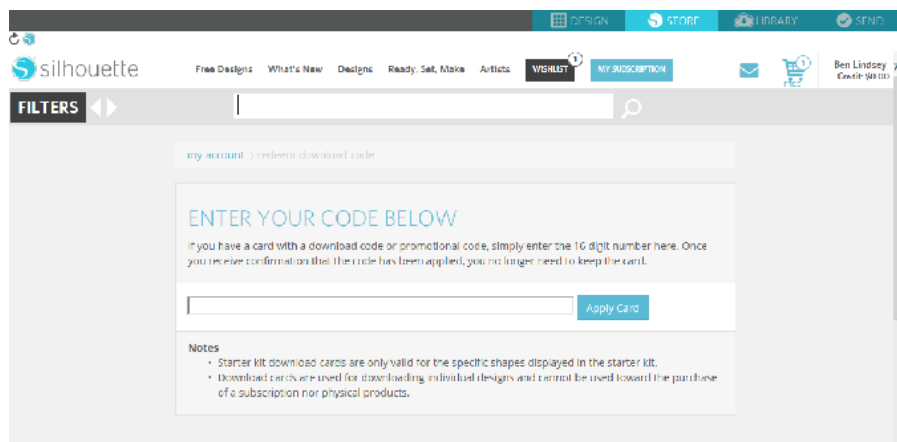 DESIGN STORE LIBRARY SEND
silhouette Free Designs What's New Designs Ready, Set, Make Artists WISHLIST 1 MY SUBSCRIPTION 1 Ben Lindsey
Credit: $0.00
FILTERS
my account > redeem download code
ENTER YOUR CODE BELOW
If you have a card with a download code or promotional code, simply enter the 16 digit number here. Once
you receive confirmation that the code has been applied, you no longer need to keep the card.
Apply Card
Notes
• Starter kit download cards are only valid for the specific shapes displayed in the starter kit.
• Download cards are used for downloading individual designs and cannot be used toward the purchase
of a subscription nor physical products.